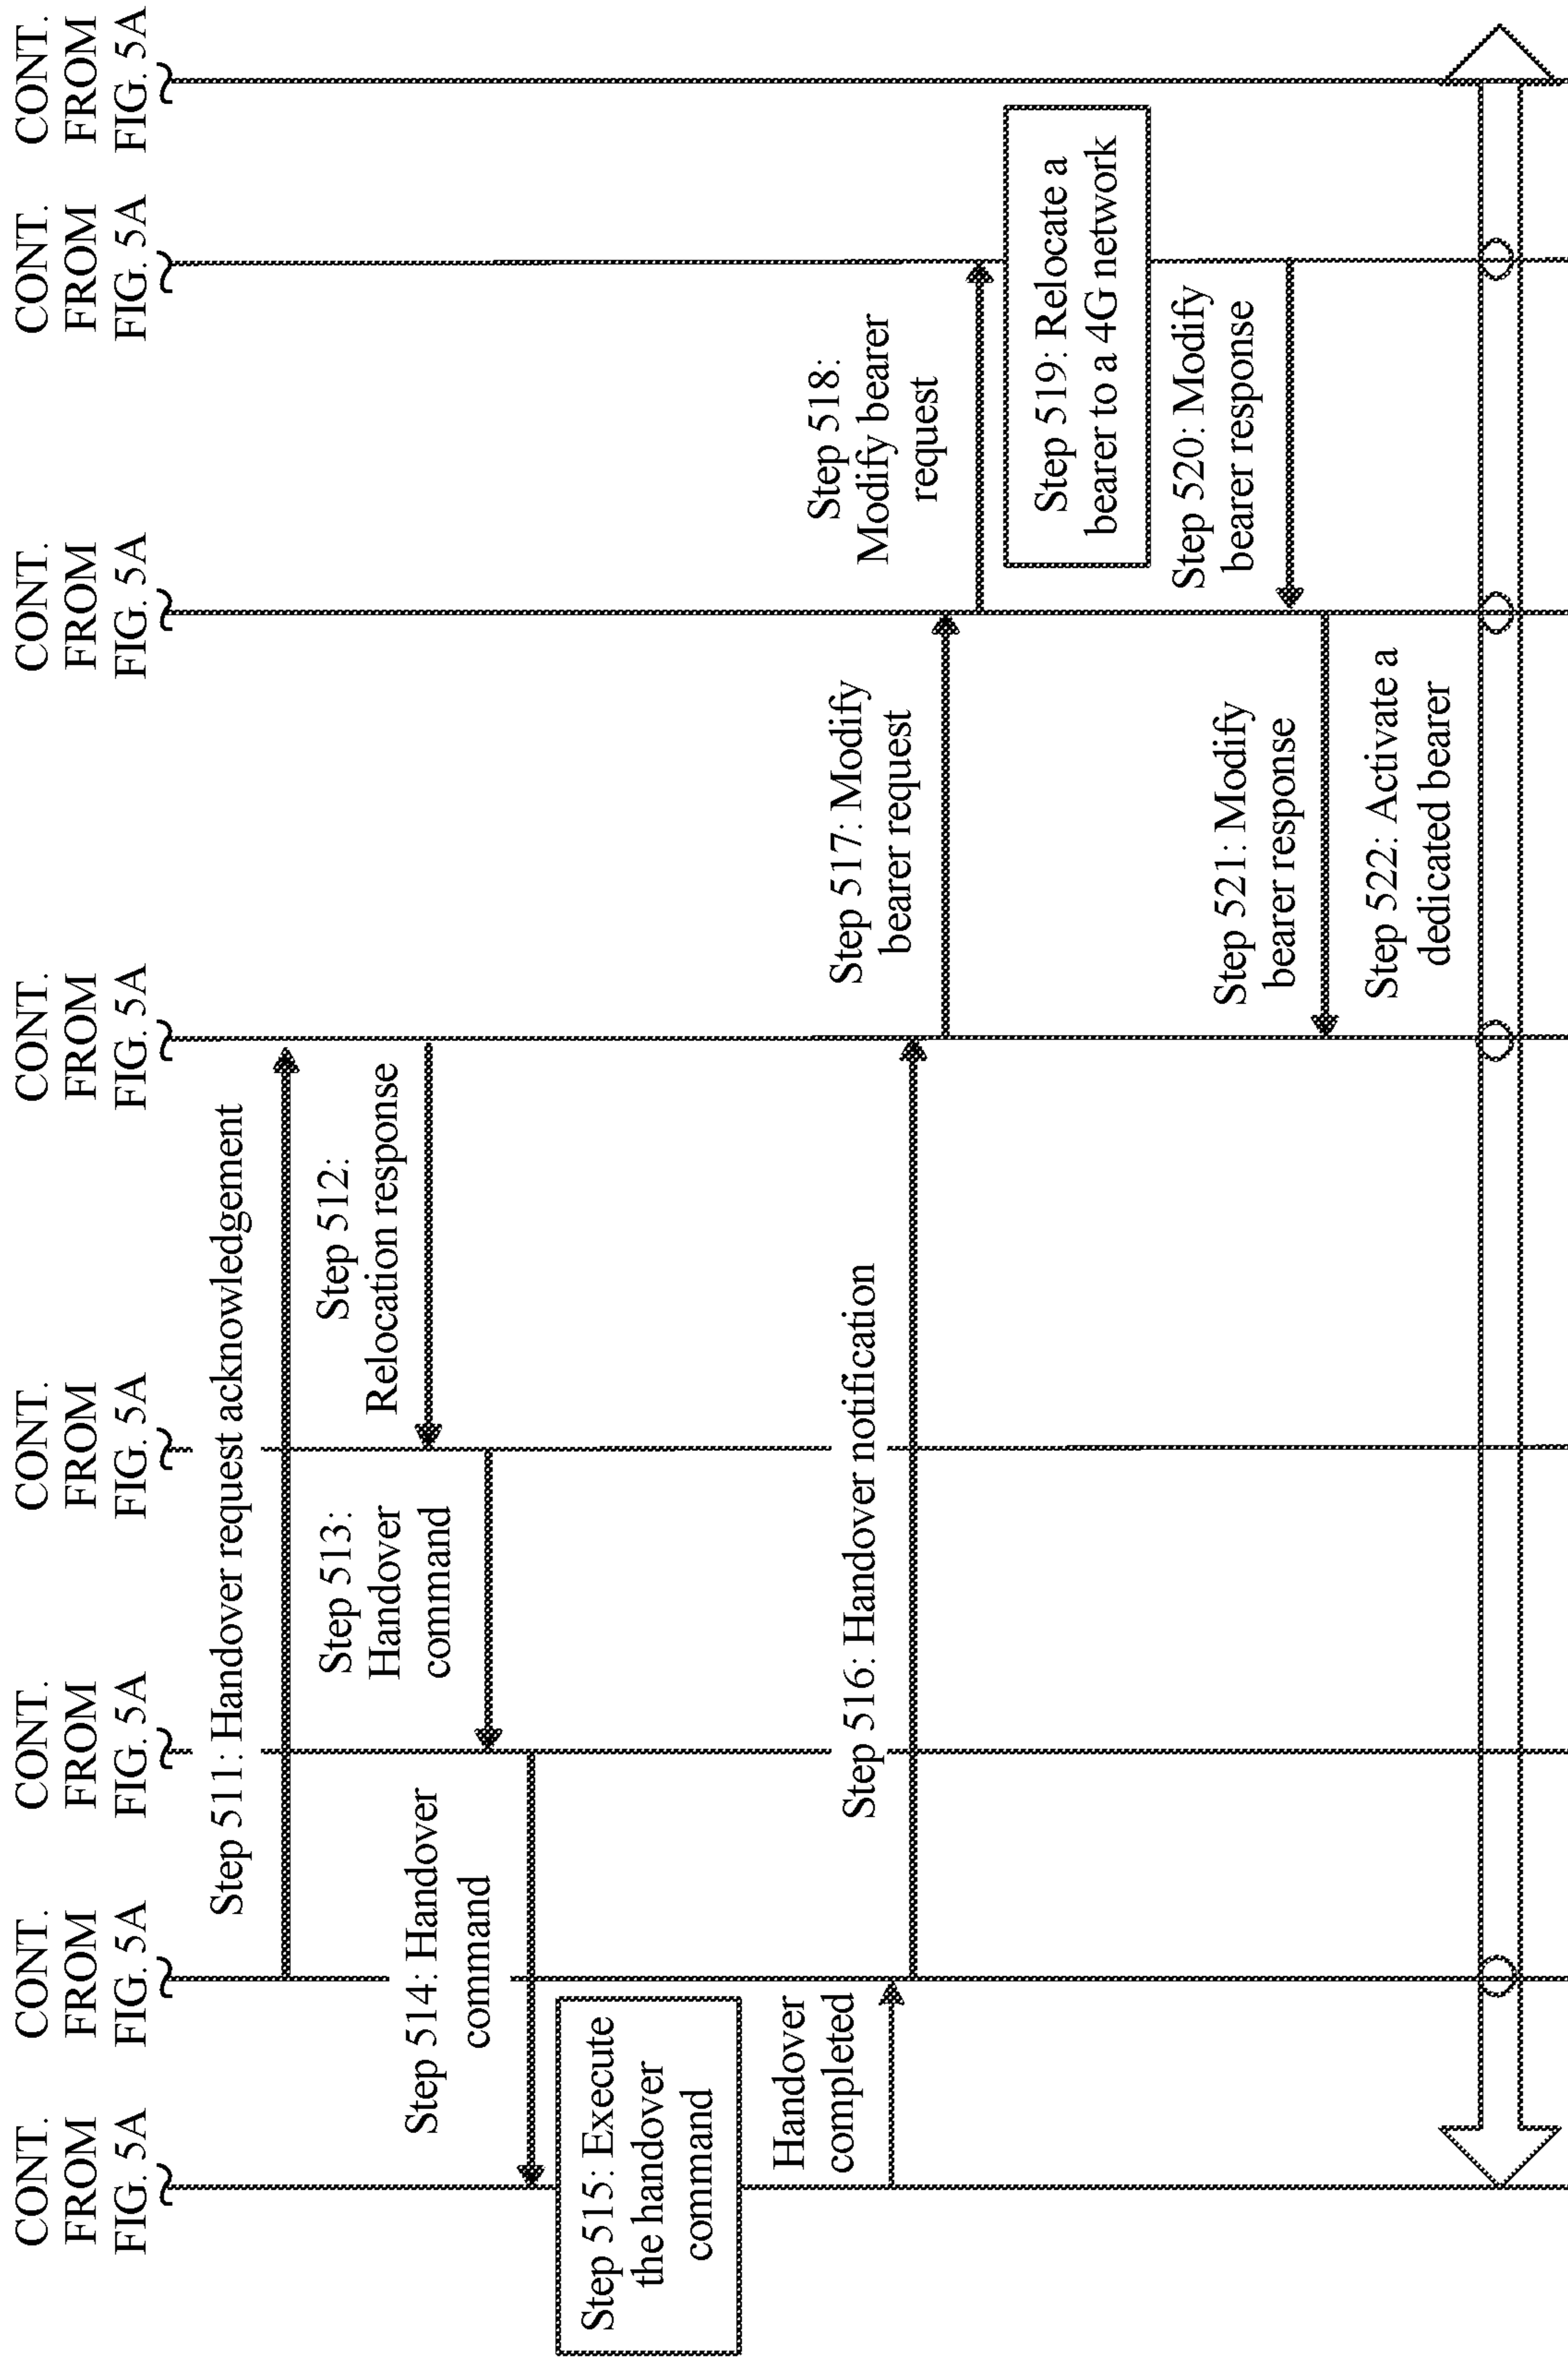 CONT.
FROM
FIG. 5A
CONT.
FROM
FIG. 5A
CONT.
FROM
FIG. 5A
CONT.
FROM
FIG. 5A
CONT.
FROM
FIG. 5A
CONT.
FROM
FIG. 5A
CONT.
FROM
FIG. 5A
CONT.
FROM
FIG. 5A
Step 511: Handover request acknowledgement
Step 512:
Relocation response
Step 513:
Handover
command
Step 514: Handover
command
Step 515: Execute
the handover
command
Handover
completed
Step 516: Handover notification
Step 517: Modify
bearer request
Step 518:
Modify bearer
request
Step 519: Relocate a
bearer to a 4G network
Step 520: Modify
bearer response
Step 521: Modify
bearer response
Step 522: Activate a
dedicated bearer